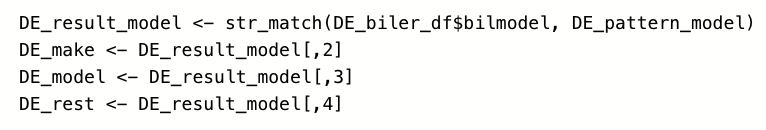 DE_result_model <- str_match(DE_biler_df$bilmodel, DE_pattern_model)
DE_make <- DE_result_model[,2]
DE_model <- DE_result_model[,3]
DE_rest <- DE_result_model[,4]